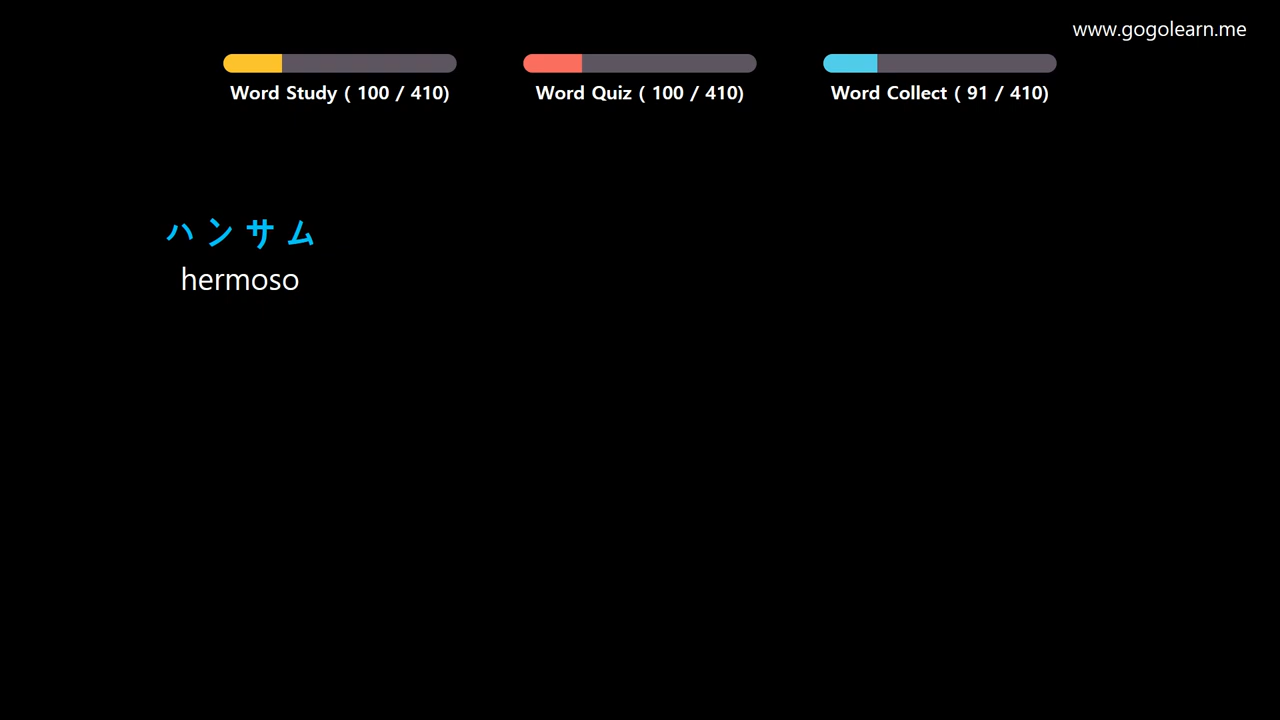 www.gogolearn.me
Word Study ( 100 / 410)
Word Quiz ( 100 / 410)
Word Collect ( 91 / 410)
ハンサム
hermoso